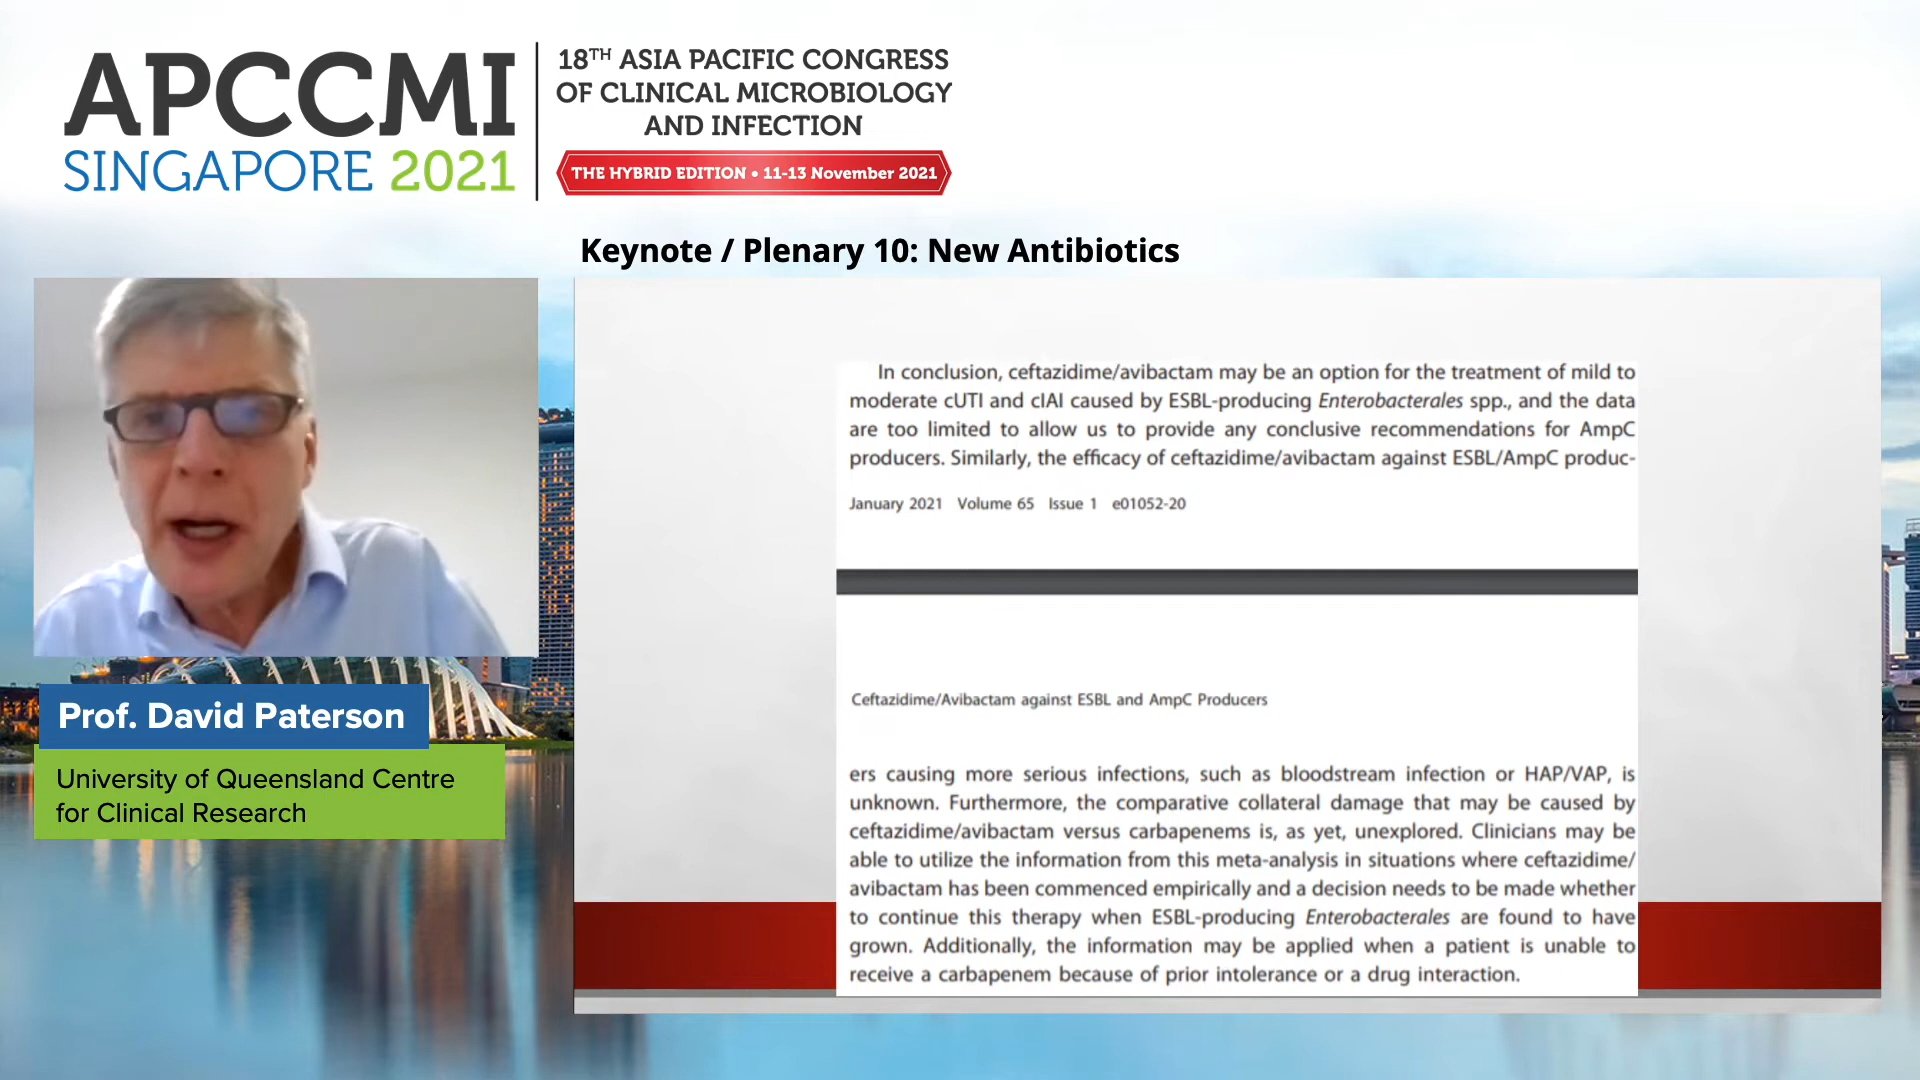 APCCMI
SINGAPORE 2021
18TH ASIA PACIFIC CONGRESS
OF CLINICAL MICROBIOLOGY
AND INFECTION
THE HYBRID EDITION • 11-13 November 2021
Keynote / Plenary 10: New Antibiotics
Prof. David Paterson
University of Queensland Centre
for Clinical Research
In conclusion, ceftazidime/avibactam may be an option for the treatment of mild to
moderate cUTI and cIAI caused by ESBL-producing Enterobacterales spp., and the data
are too limited to allow us to provide any conclusive recommendations for AmpC
producers. Similarly, the efficacy of ceftazidime/avibactam against ESBL/AmpC produc-
January 2021 Volume 65 Issue 1 e01052-20
Ceftazidime/Avibactam against ESBL and AmpC Producers
ers causing more serious infections, such as bloodstream infection or HAP/VAP, is
unknown. Furthermore, the comparative collateral damage that may be caused by
ceftazidime/avibactam versus carbapenems is, as yet, unexplored. Clinicians may be
able to utilize the information from this meta-analysis in situations where ceftazidime/
avibactam has been commenced empirically and a decision needs to be made whether
to continue this therapy when ESBL-producing Enterobacterales are found to have
grown. Additionally, the information may be applied when a patient is unable to
receive a carbapenem because of prior intolerance or a drug interaction.